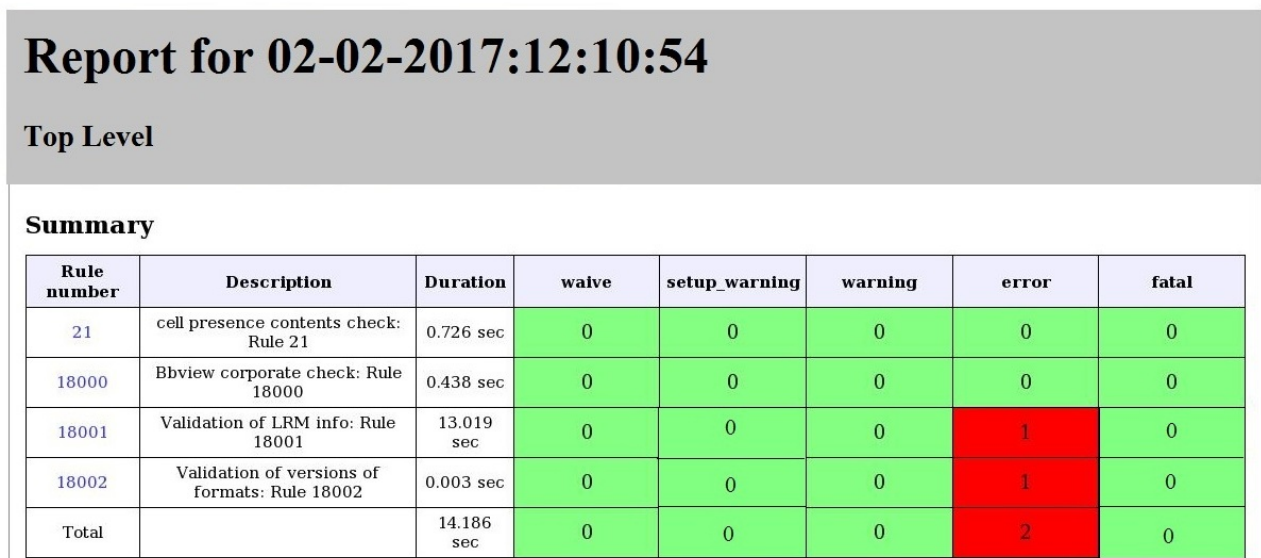 Report for 02-02-2017:12:10:54
Top Level
Summary
Rule number Description Duration waive setup_warning warning error fatal
21 cell presence contents check: Rule 21 0.726 sec 0 0 0 0 0
18000 Bbview corporate check: Rule 18000 0.438 sec 0 0 0 0 0
18001 Validation of LRM info: Rule 18001 13.019 sec 0 0 0 1 0
18002 Validation of versions of formats: Rule 18002 0.003 sec 0 0 0 1 0
Total 14.186 sec 0 0 0 2 0